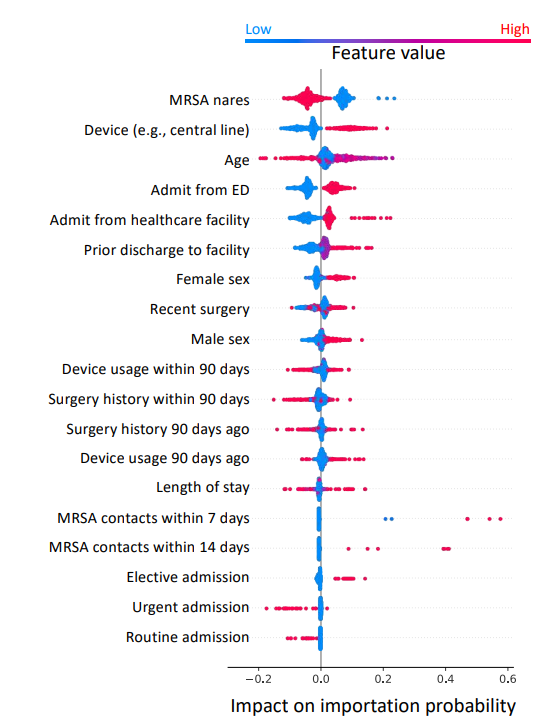 Low High
Feature value
MRSA nares
Device (e.g., central line)
Age
Admit from ED
Admit from healthcare facility
Prior discharge to facility
Female sex
Recent surgery
Male sex
Device usage within 90 days
Surgery history within 90 days
Surgery history 90 days ago
Device usage 90 days ago
Length of stay
MRSA contacts within 7 days
MRSA contacts within 14 days
Elective admission
Urgent admission
Routine admission
−0.2 0.0 0.2 0.4 0.6
Impact on importation probability